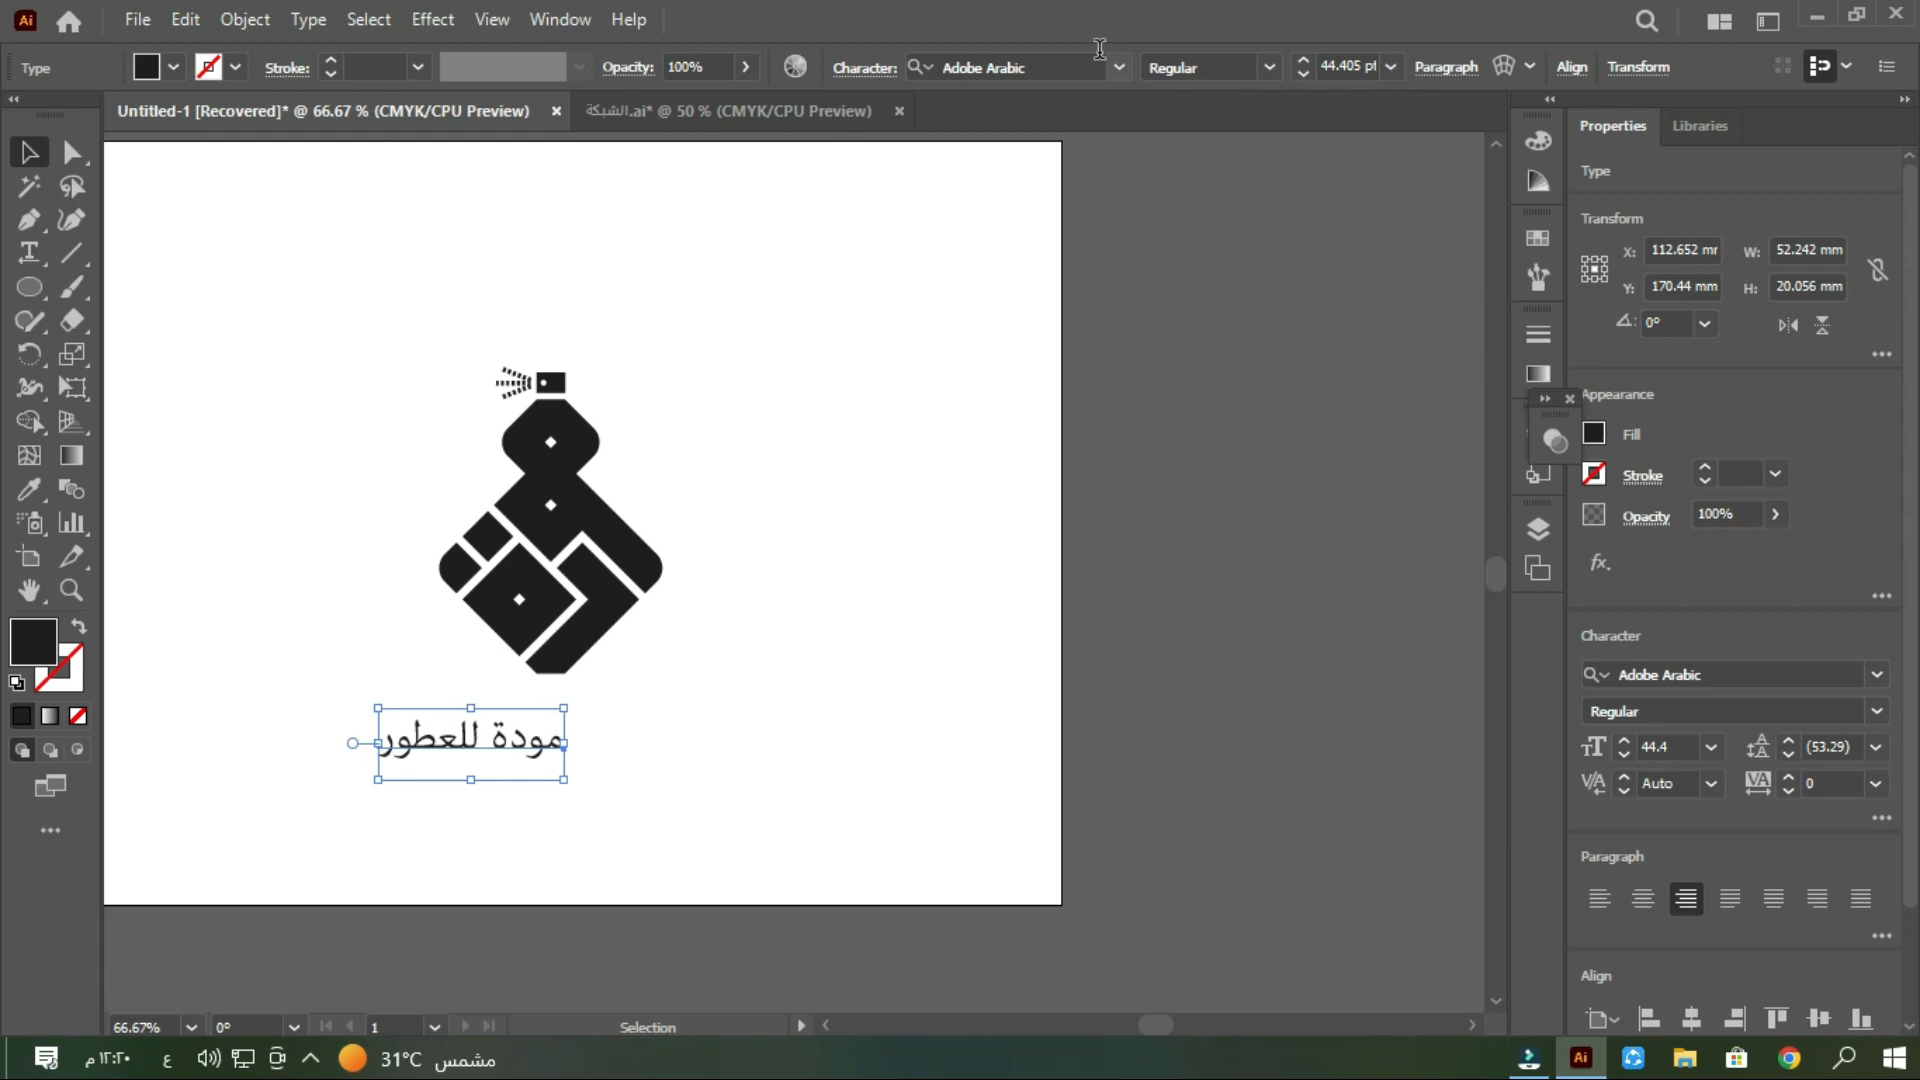 Ai File Edit Object Type Select Effect View Window Help
Type Stroke: Opacity: 100% Character: Adobe Arabic Regular 44.405 pt Paragraph Align Transform
Untitled-1 [Recovered]* @ 66.67 % (CMYK/CPU Preview) الشبكة.ai* @ 50 % (CMYK/CPU Preview)
Properties Libraries
Type
Transform
X: 112.652 mr W: 52.242 mm
Y: 170.44 mm H: 20.056 mm
0°
Appearance
Fill
Stroke
Opacity 100%
fx.
Character
Adobe Arabic
Regular
44.4 (53.29)
Auto 0
Paragraph
Align
مودة للعطور
66.67% 0° 1 Selection
١٢:٢٠ م ع 31°C مشمس Ai